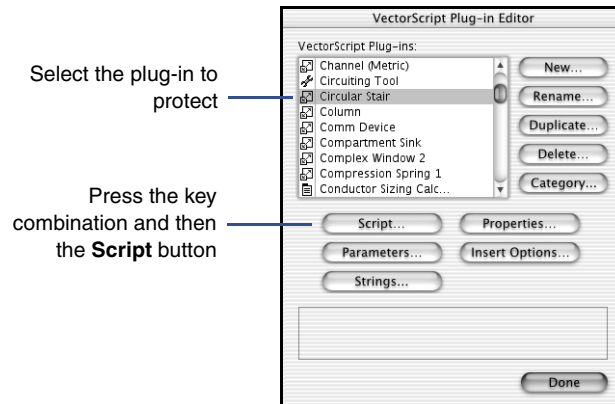 VectorScript Plug-in Editor
VectorScript Plug-ins:
Channel (Metric)
Circuiting Tool
Circular Stair
Column
Comm Device
Compartment Sink
Complex Window 2
Compression Spring 1
Conductor Sizing Calc...
New...
Rename...
Duplicate...
Delete...
Category...
Script...
Properties...
Parameters...
Insert Options...
Strings...
Done
Select the plug-in to
protect
Press the key
combination and then
the Script button